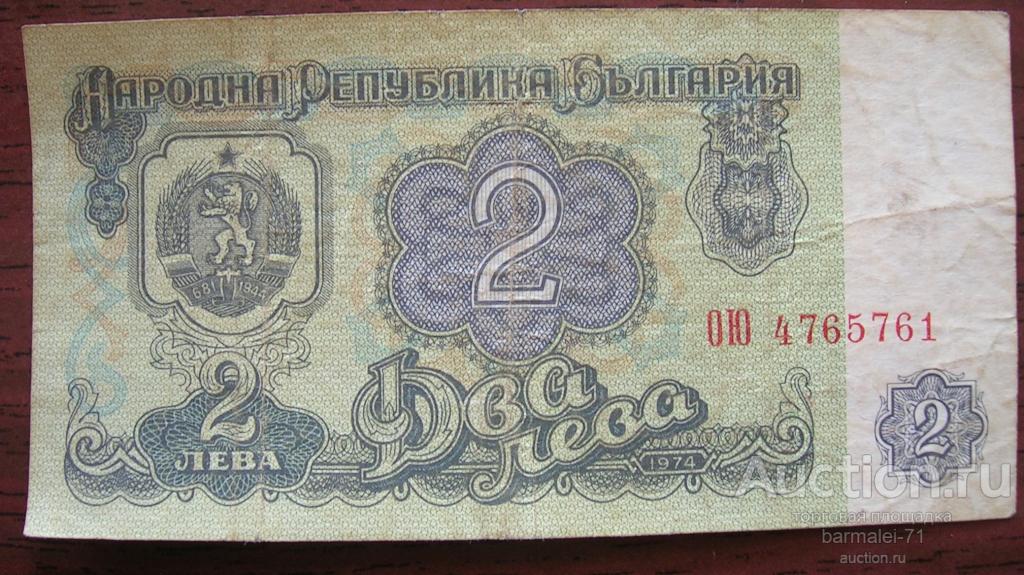 Народна Република България
681 1944
2
2
ОЮ 4765761
2
ЛЕВА
Два
лева
1974
2
Auction.ru
торговая площадка
barmalei-71
auction.ru